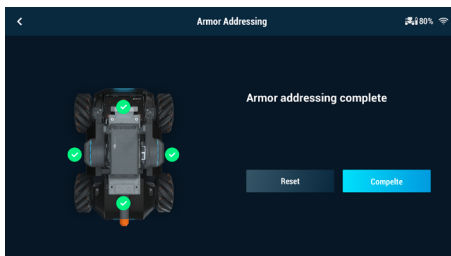 Armor Addressing
80%
Armor addressing complete
Reset
Compelte